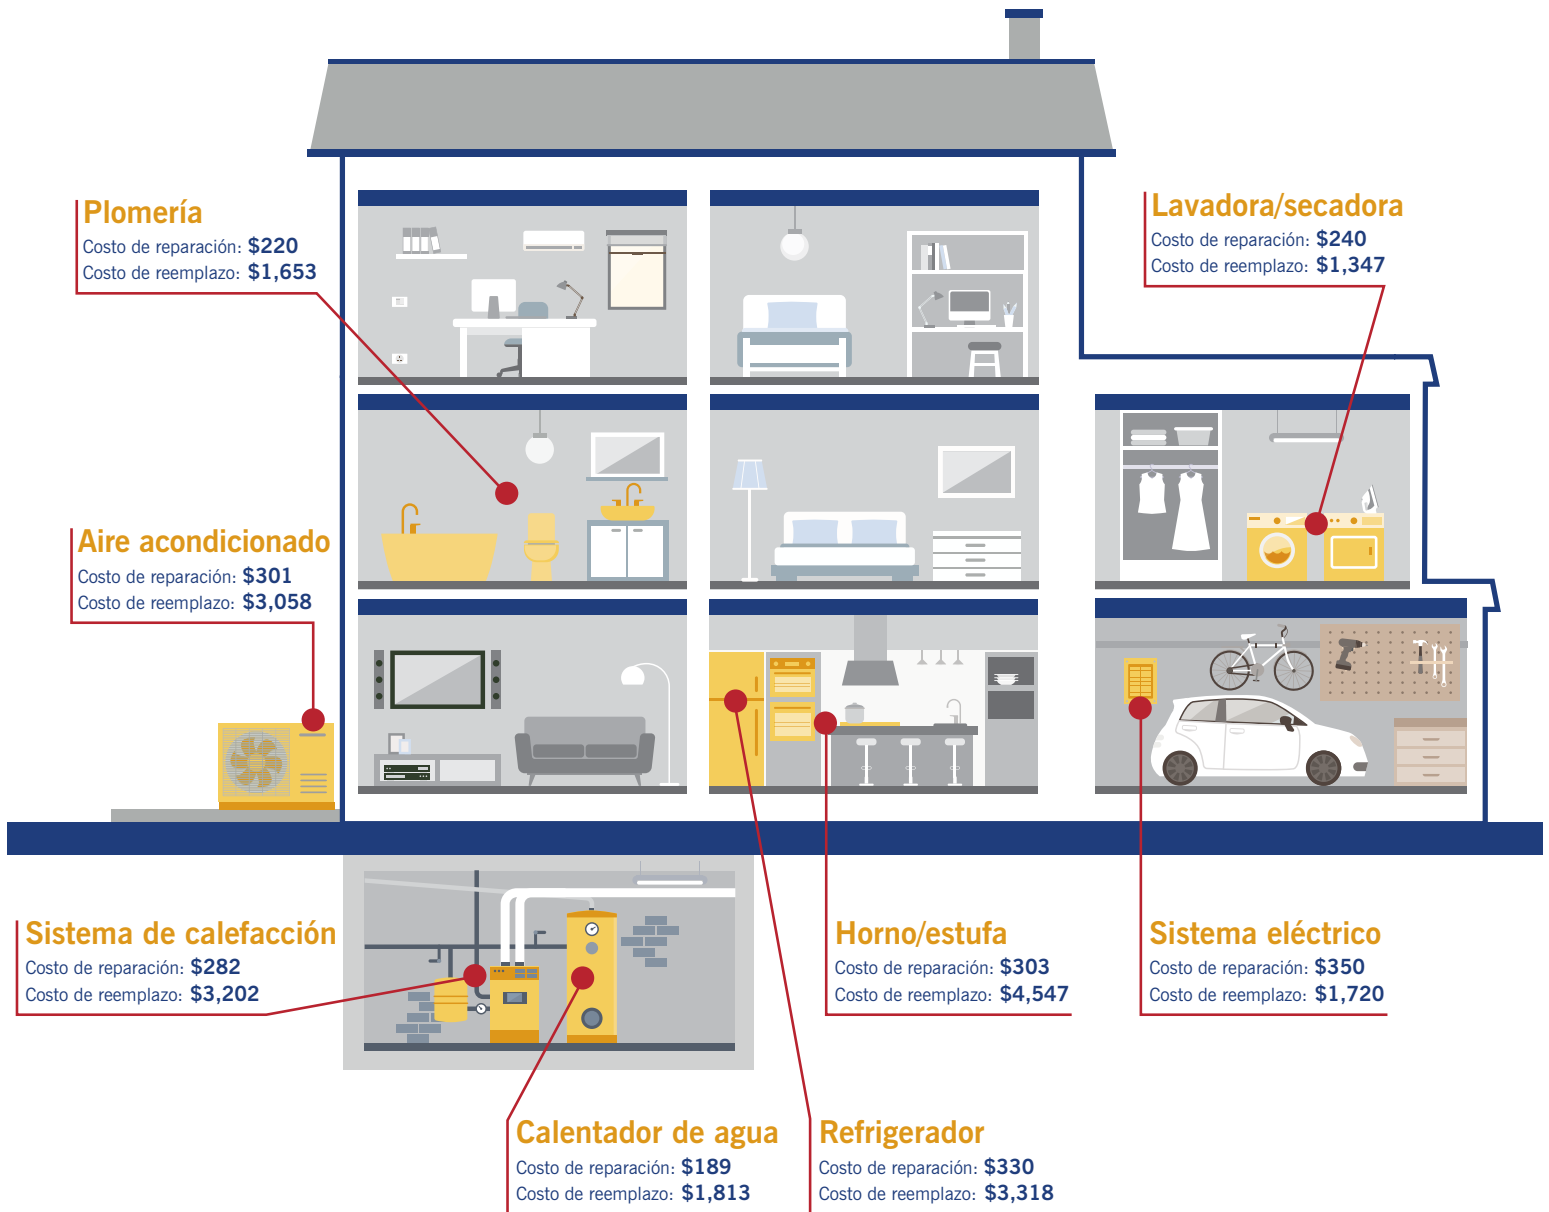 Plomería
Costo de reparación: $220
Costo de reemplazo: $1,653
Lavadora/secadora
Costo de reparación: $240
Costo de reemplazo: $1,347
Aire acondicionado
Costo de reparación: $301
Costo de reemplazo: $3,058
Sistema de calefacción
Costo de reparación: $282
Costo de reemplazo: $3,202
Horno/estufa
Costo de reparación: $303
Costo de reemplazo: $4,547
Sistema eléctrico
Costo de reparación: $350
Costo de reemplazo: $1,720
Calentador de agua
Costo de reparación: $189
Costo de reemplazo: $1,813
Refrigerador
Costo de reparación: $330
Costo de reemplazo: $3,318